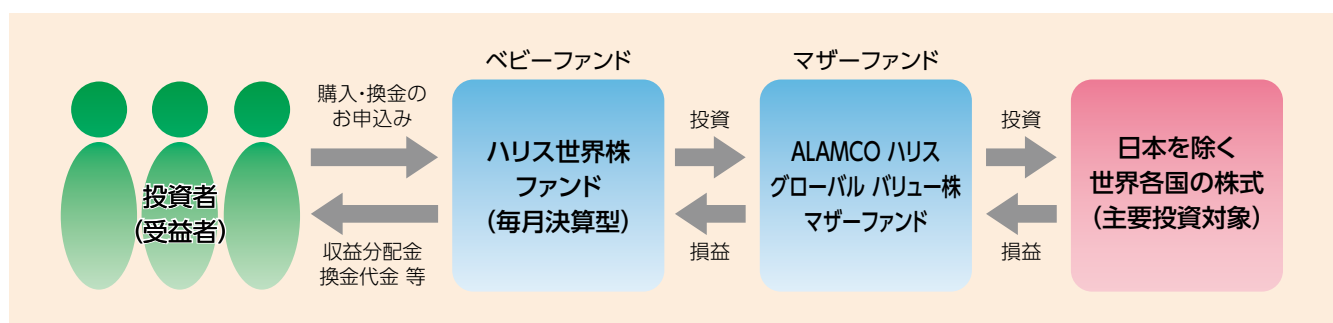 投資者
(受益者)
購入・換金の
お申込み
収益分配金
換金代金 等
ベビーファンド
ハリス世界株
ファンド
(毎月決算型)
投資
損益
マザーファンド
ALAMCO ハリス
グローバル バリュー株
マザーファンド
投資
損益
日本を除く
世界各国の株式
(主要投資対象)